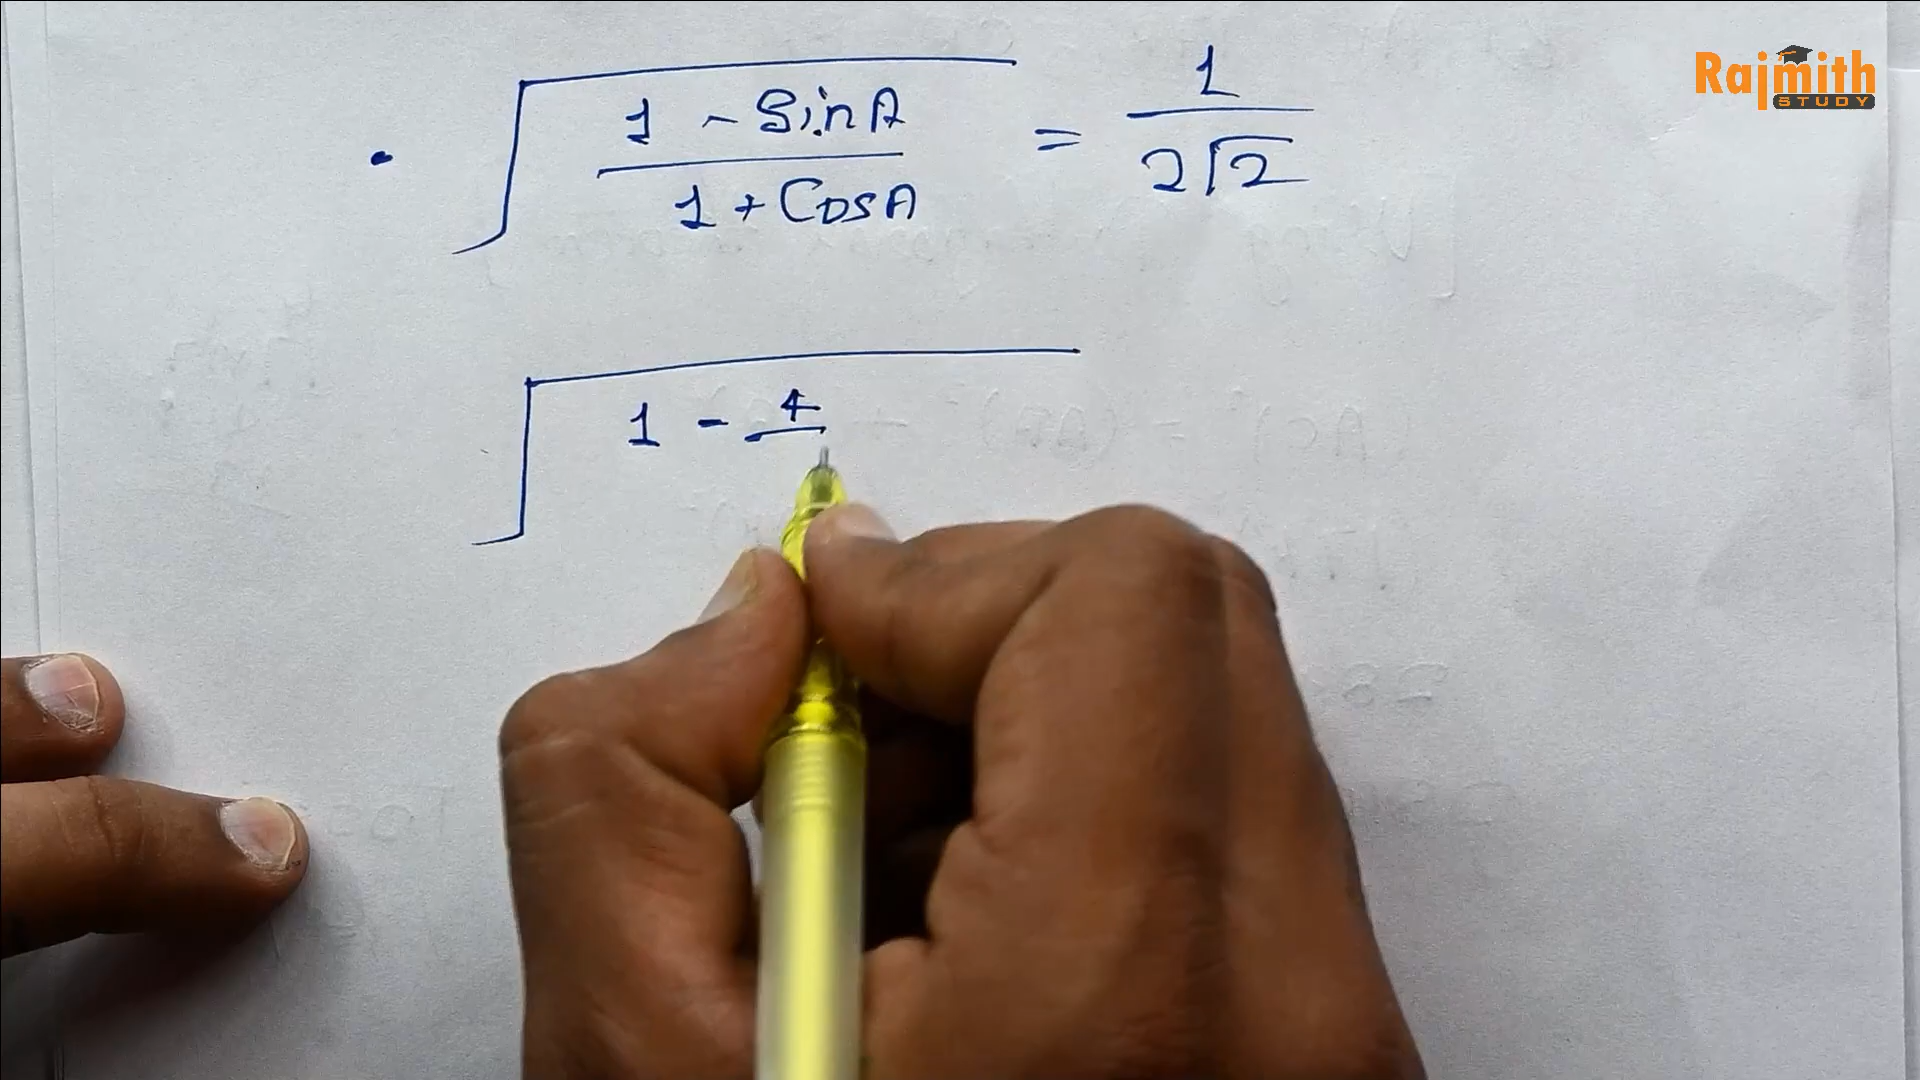 Rajmith
STUDY
√(1 - SinA / 1 + CosA) = 1 / 2√2
√(1 - 4/